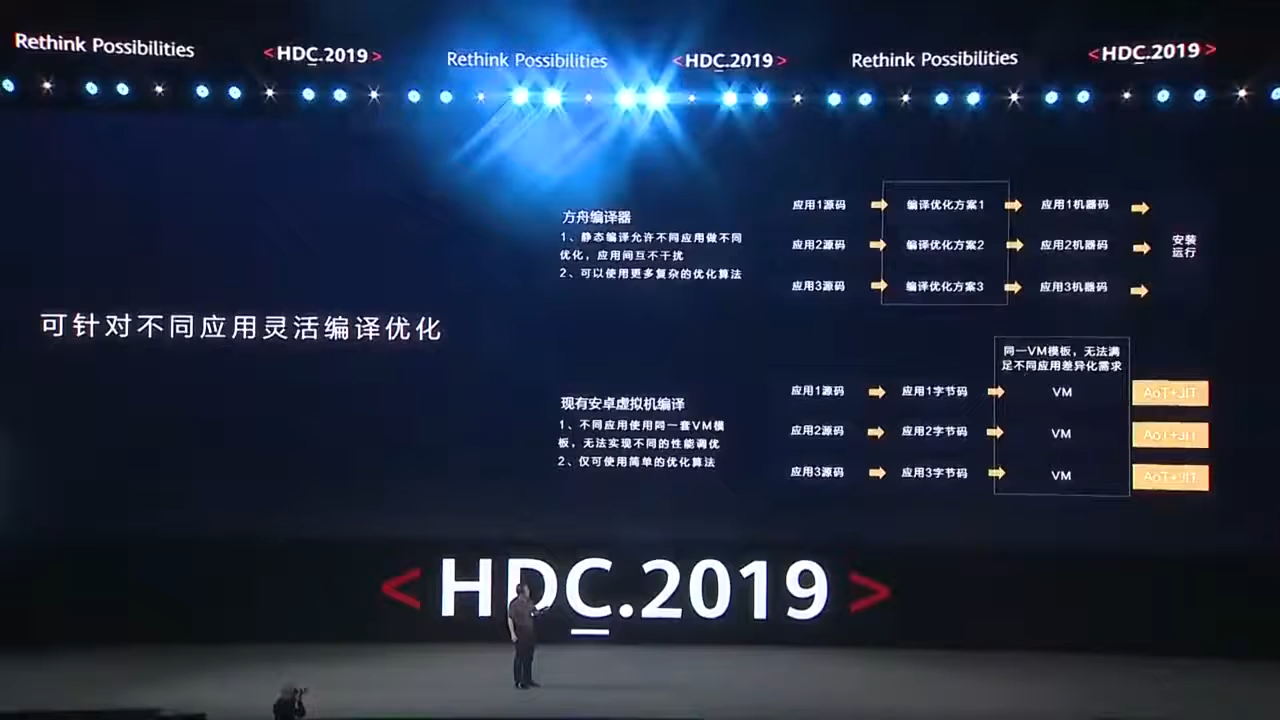 Rethink Possibilities <HDC.2019> Rethink Possibilities <HDC.2019> Rethink Possibilities <HDC.2019>
可针对不同应用灵活编译优化
方舟编译器
1、静态编译允许不同应用做不同
优化，应用间互不干扰
2、可以使用更多复杂的优化算法
应用1源码 编译优化方案1 应用1机器码
应用2源码 编译优化方案2 应用2机器码
应用3源码 编译优化方案3 应用3机器码
安装
运行
现有安卓虚拟机编译
1、不同应用使用同一套VM模
板，无法实现不同的性能调优
2、仅可使用简单的优化算法
同一VM模板，无法满
足不同应用差异化需求
应用1源码 应用1字节码 VM AoT+JIT
应用2源码 应用2字节码 VM AoT+JIT
应用3源码 应用3字节码 VM AoT+JIT
<HDC.2019>